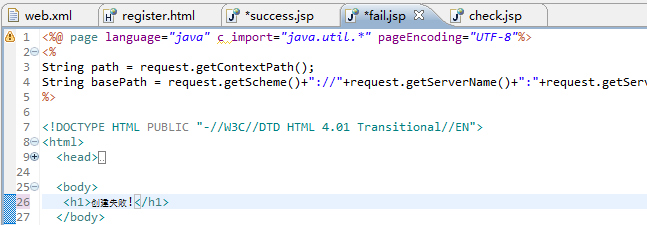 web.xml register.html *success.jsp *fail.jsp check.jsp
1 <%@ page language="java" c import="java.util.*" pageEncoding="UTF-8"%>
2 <%
3 String path = request.getContextPath();
4 String basePath = request.getScheme()+"://"+request.getServerName()+":"+request.getServ
5 %>
6
7 <!DOCTYPE HTML PUBLIC "-//W3C//DTD HTML 4.01 Transitional//EN">
8 <html>
9 <head>
24
25 <body>
26 <h1>创建失败!</h1>
27 </body>